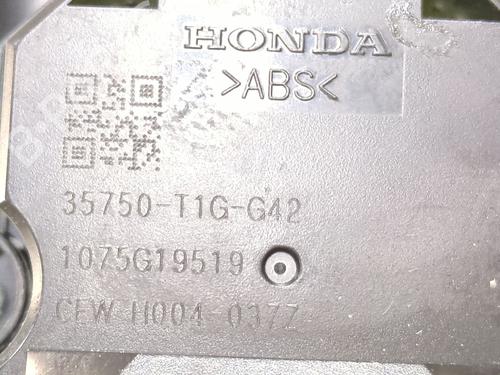 HONDA
>ABS<
35750-T1G-G42
1075G19519
CEW H004 037Z